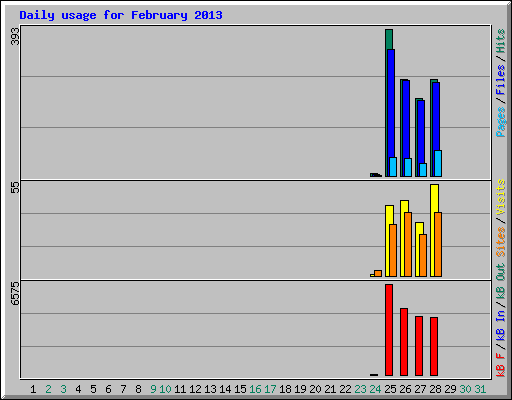 Daily usage for February 2013
393
Pages / Files / Hits
55
Sites / Visits
6575
kB F / kB In / kB Out
1 2 3 4 5 6 7 8 9 10 11 12 13 14 15 16 17 18 19 20 21 22 23 24 25 26 27 28 29 30 31